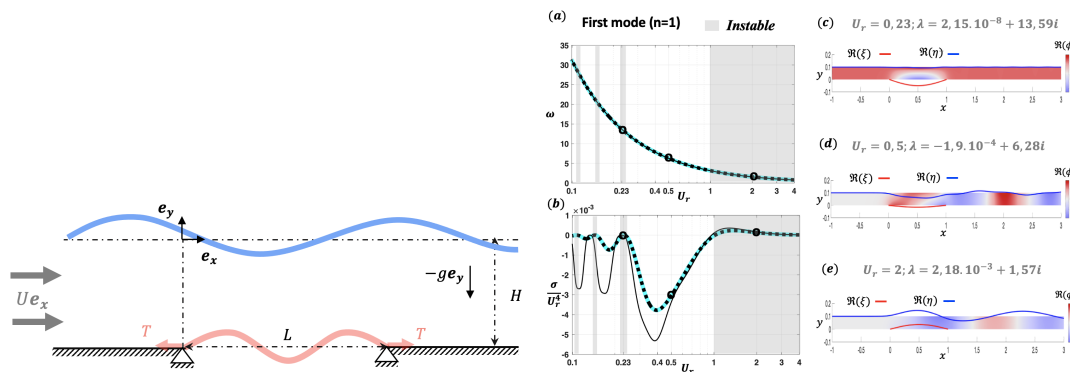 e_y
e_x
-ge_y
Ue_x
H
T
L
T
(a)
First mode (n=1)
Instable
35
30
25
20
15
10
5
0
ω
0.1
0.23
0.4 0.5
1
2
4
U_r
(b)
×10⁻³
1
0
-1
-2
-3
-4
-5
-6
σ/U_r⁴
0.1
0.23
0.4 0.5
1
2
4
U_r
(c)
U_r = 0,23; λ = 2,15.10⁻⁸ + 13,59i
ℜ(ξ)
ℜ(η)
ℜ(ϕ
y
0.2
0.1
0
-0.1
-1 -0.5 0 0.5 1 1.5 2 2.5 3
x
(d)
U_r = 0,5; λ = −1,9.10⁻⁴ + 6,28i
ℜ(ξ)
ℜ(η)
ℜ(ϕ
y
0.2
0.1
0
-0.1
-1 -0.5 0 0.5 1 1.5 2 2.5 3
x
(e)
U_r = 2; λ = 2,18.10⁻³ + 1,57i
ℜ(ξ)
ℜ(η)
ℜ(ϕ
y
0.2
0.1
0
-0.1
-1 -0.5 0 0.5 1 1.5 2 2.5 3
x